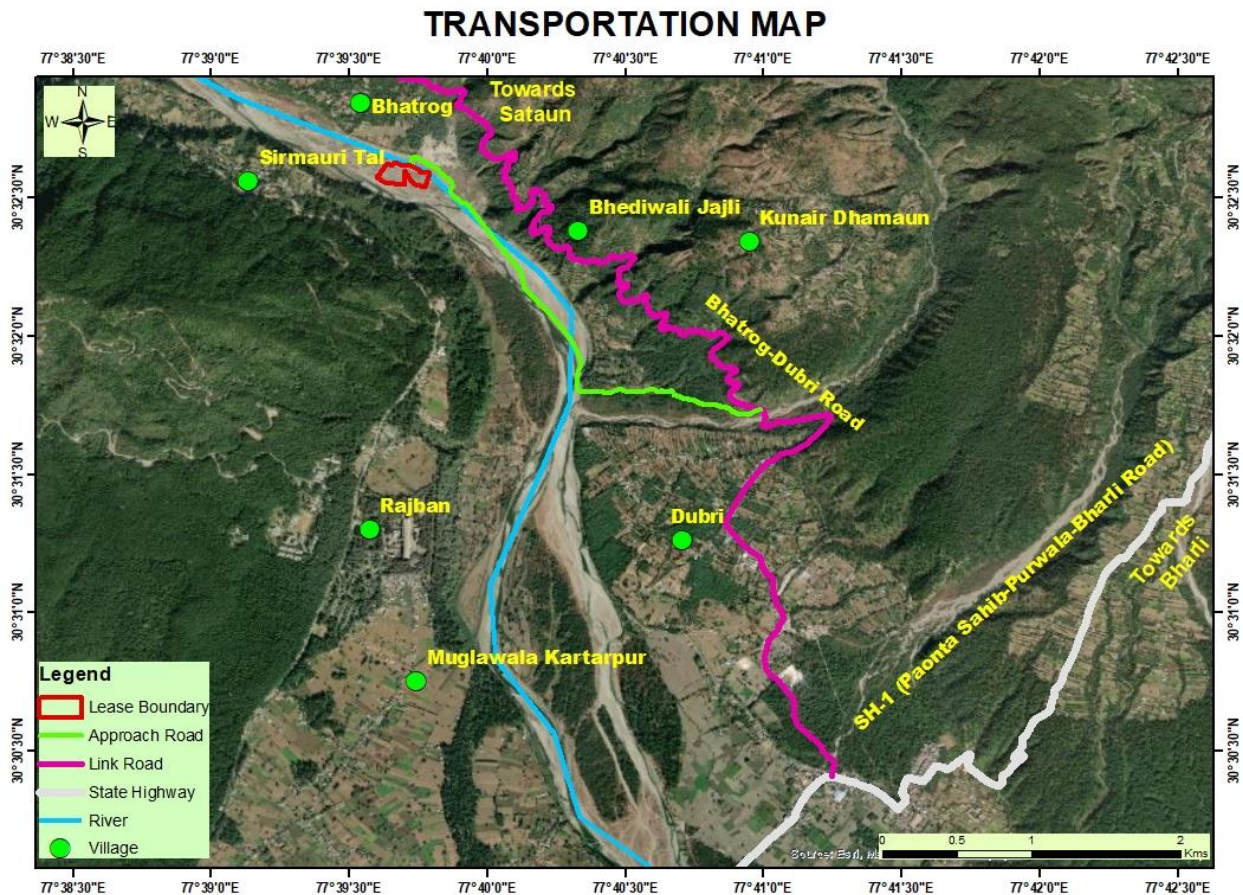 TRANSPORTATION MAP
77°38'30"E 77°39'0"E 77°39'30"E 77°40'0"E 77°40'30"E 77°41'0"E 77°41'30"E 77°42'0"E 77°42'30"E
N
W E
S
Bhatrog
Towards
Sataun
Sirmauri Tal
30°32'30"N
30°32'30"N
Bhediwali Jajli
Kunair Dhamaun
30°32'0"N
30°32'0"N
Bhatrog-Dubri Road
30°31'30"N
30°31'30"N
Rajban
Dubri
SH-1 (Paonta Sahib-Purwala-Bharli Road)
Towards
Bharli
30°31'0"N
30°31'0"N
Muglawala Kartarpur
30°30'30"N
30°30'30"N
Legend
Lease Boundary
Approach Road
Link Road
State Highway
River
Village
0 0.5 1 2
Kms
Source: Esri,
77°38'30"E 77°39'0"E 77°39'30"E 77°40'0"E 77°40'30"E 77°41'0"E 77°41'30"E 77°42'0"E 77°42'30"E